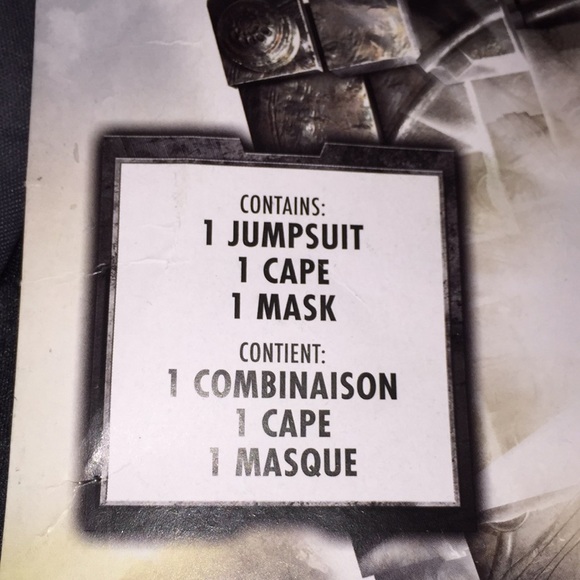 CONTAINS:
1 JUMPSUIT
1 CAPE
1 MASK
CONTIENT:
1 COMBINAISON
1 CAPE
1 MASQUE